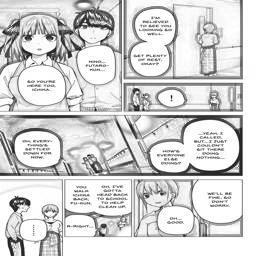 I'M
RELIEVED
TO SEE YOU
LOOKING SO
WELL.
GET PLENTY
OF REST,
OKAY?
NINO...
FUTARO-
KUN...
SO YOU'RE
HERE TOO,
ICHIKA.
!
...YEAH. I
CALLED,
BUT...I JUST
COULDN'T
SIT THERE
DOING
NOTHING...
HOW'S
EVERYONE
ELSE
DOING?
OH, EVERY-
THING'S
SETTLED
DOWN FOR
NOW.
WE'LL BE
FINE, SO
DON'T
WORRY.
OH...
GOOD.
OH, I'VE GOTTA
HEAD BACK
TO SCHOOL
TO HELP
CLEAN UP.
YOU
WALK
ICHIKA
BACK,
FU-KUN.
R-RIGHT...
......